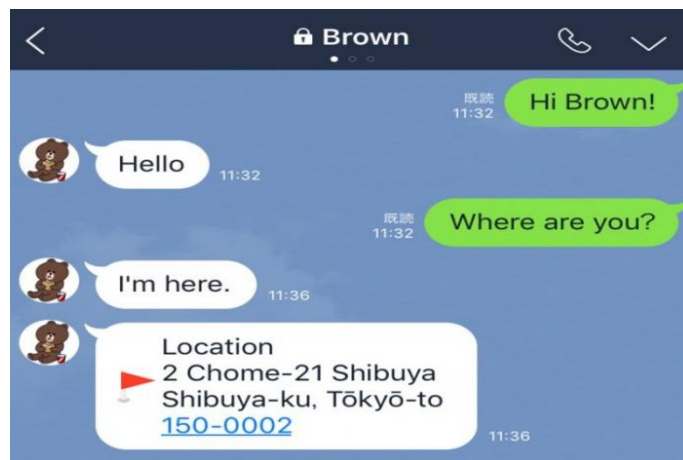 Brown
既読
11:32
Hi Brown!
Hello
11:32
既読
11:32
Where are you?
I'm here.
11:36
Location
2 Chome-21 Shibuya
Shibuya-ku, Tōkyō-to
150-0002
11:36